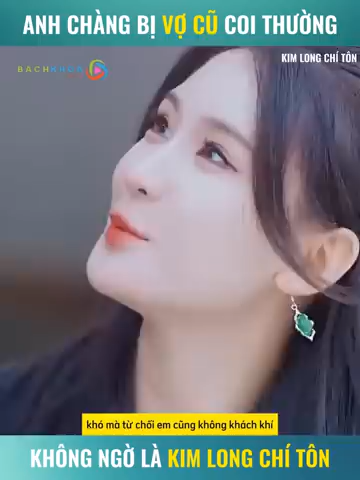 ANH CHÀNG BỊ VỢ CŨ COI THƯỜNG
KIM LONG CHÍ TÔN
BACHKHOA
khó mà từ chối em cũng không khách khí
KHÔNG NGỜ LÀ KIM LONG CHÍ TÔN